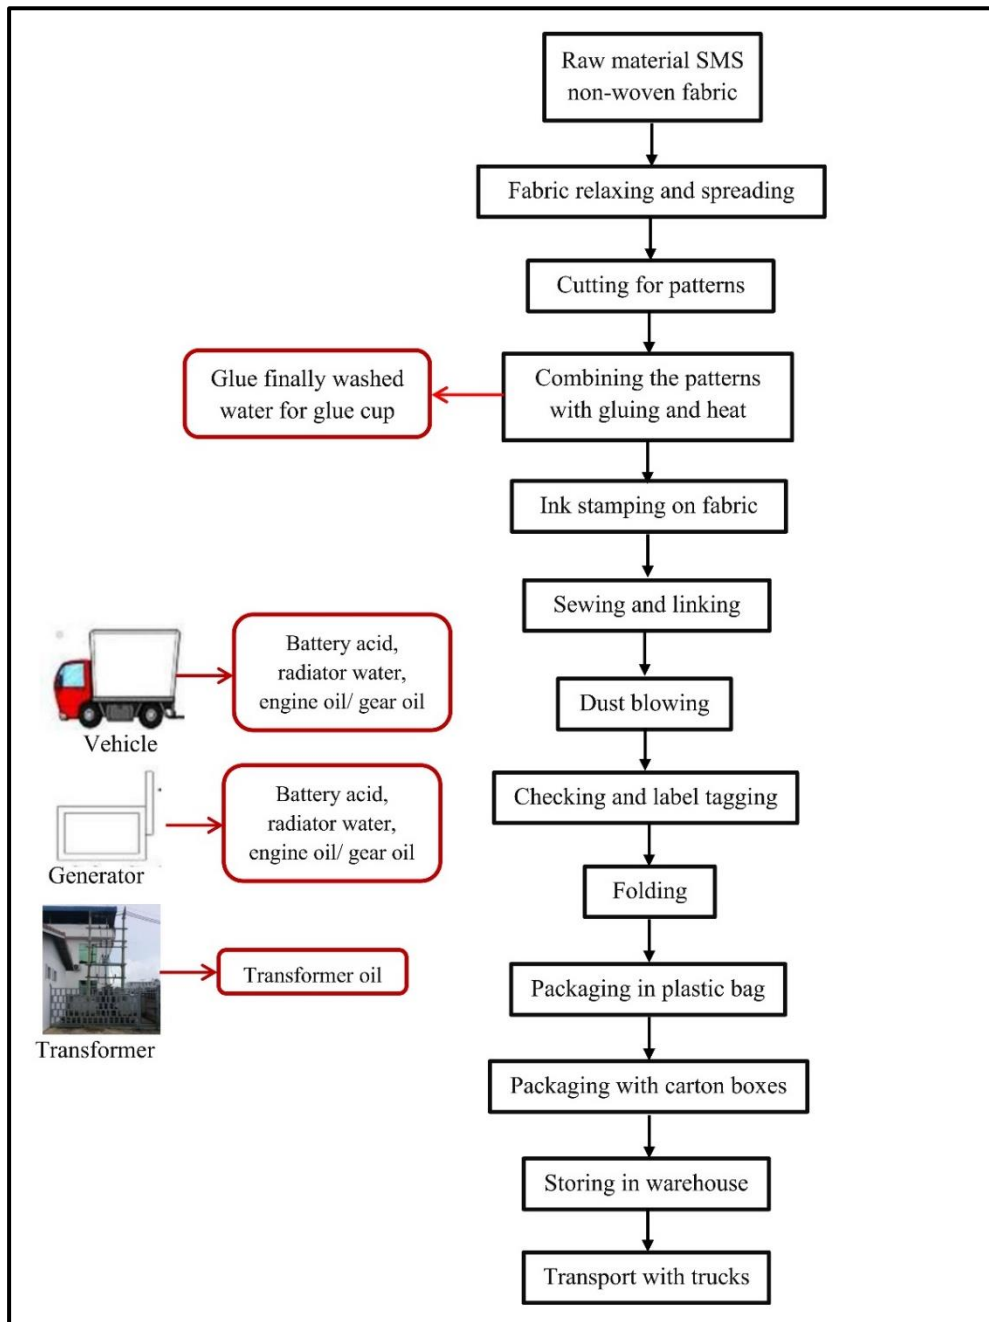 Raw material SMS
non-woven fabric
Fabric relaxing and spreading
Cutting for patterns
Glue finally washed
water for glue cup
Combining the patterns
with gluing and heat
Ink stamping on fabric
Sewing and linking
Battery acid,
radiator water,
engine oil/ gear oil
Vehicle
Dust blowing
Battery acid,
radiator water,
engine oil/ gear oil
Generator
Checking and label tagging
Folding
Transformer oil
Transformer
Packaging in plastic bag
Packaging with carton boxes
Storing in warehouse
Transport with trucks